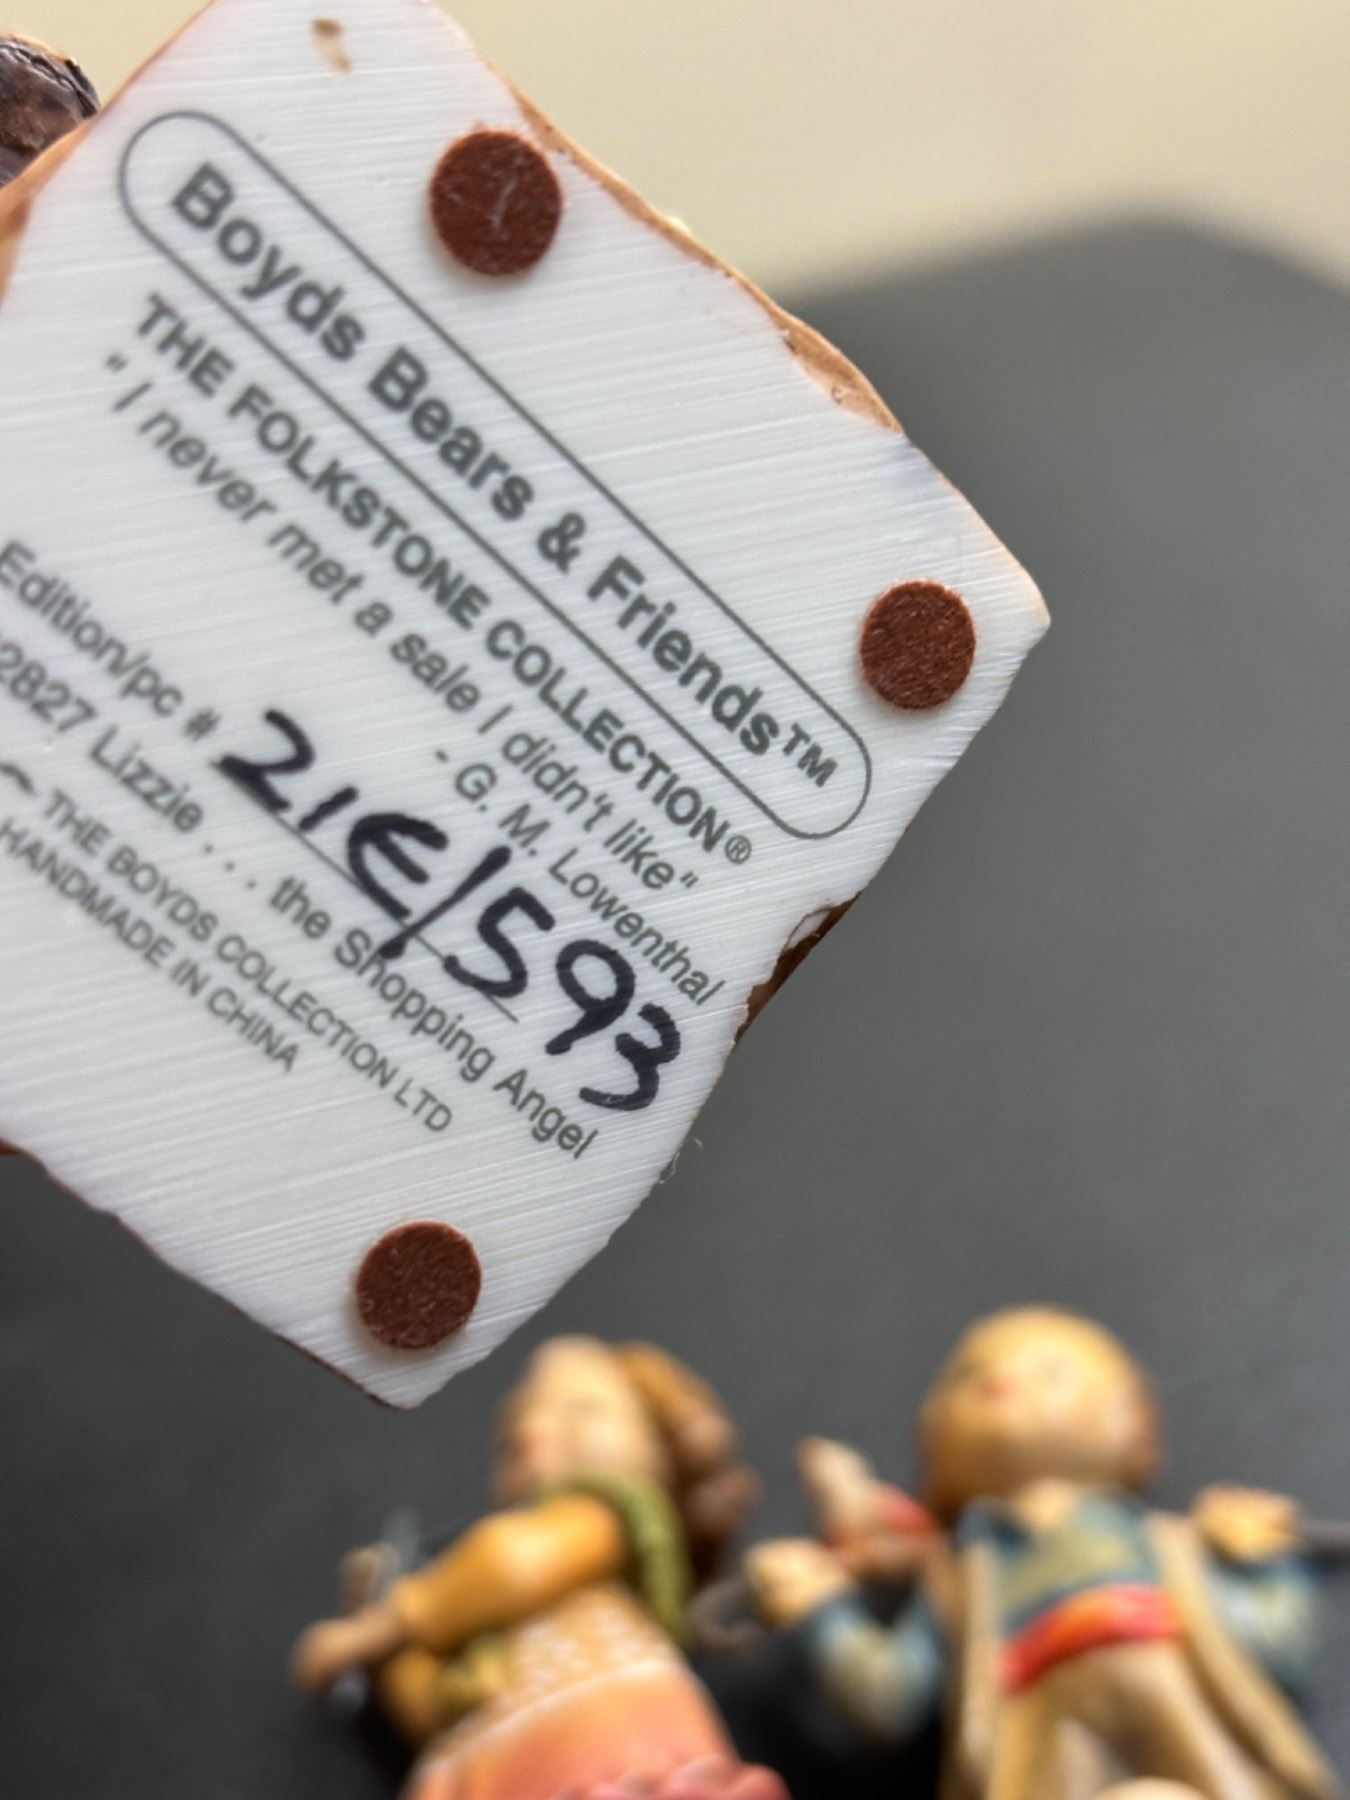 Boyds Bears & Friends™
THE FOLKSTONE COLLECTION®
"I never met a sale I didn't like"
- G. M. Lowenthal
Edition/pc # 21E/593
2827 Lizzie . . . the Shopping Angel
THE BOYDS COLLECTION LTD
HANDMADE IN CHINA